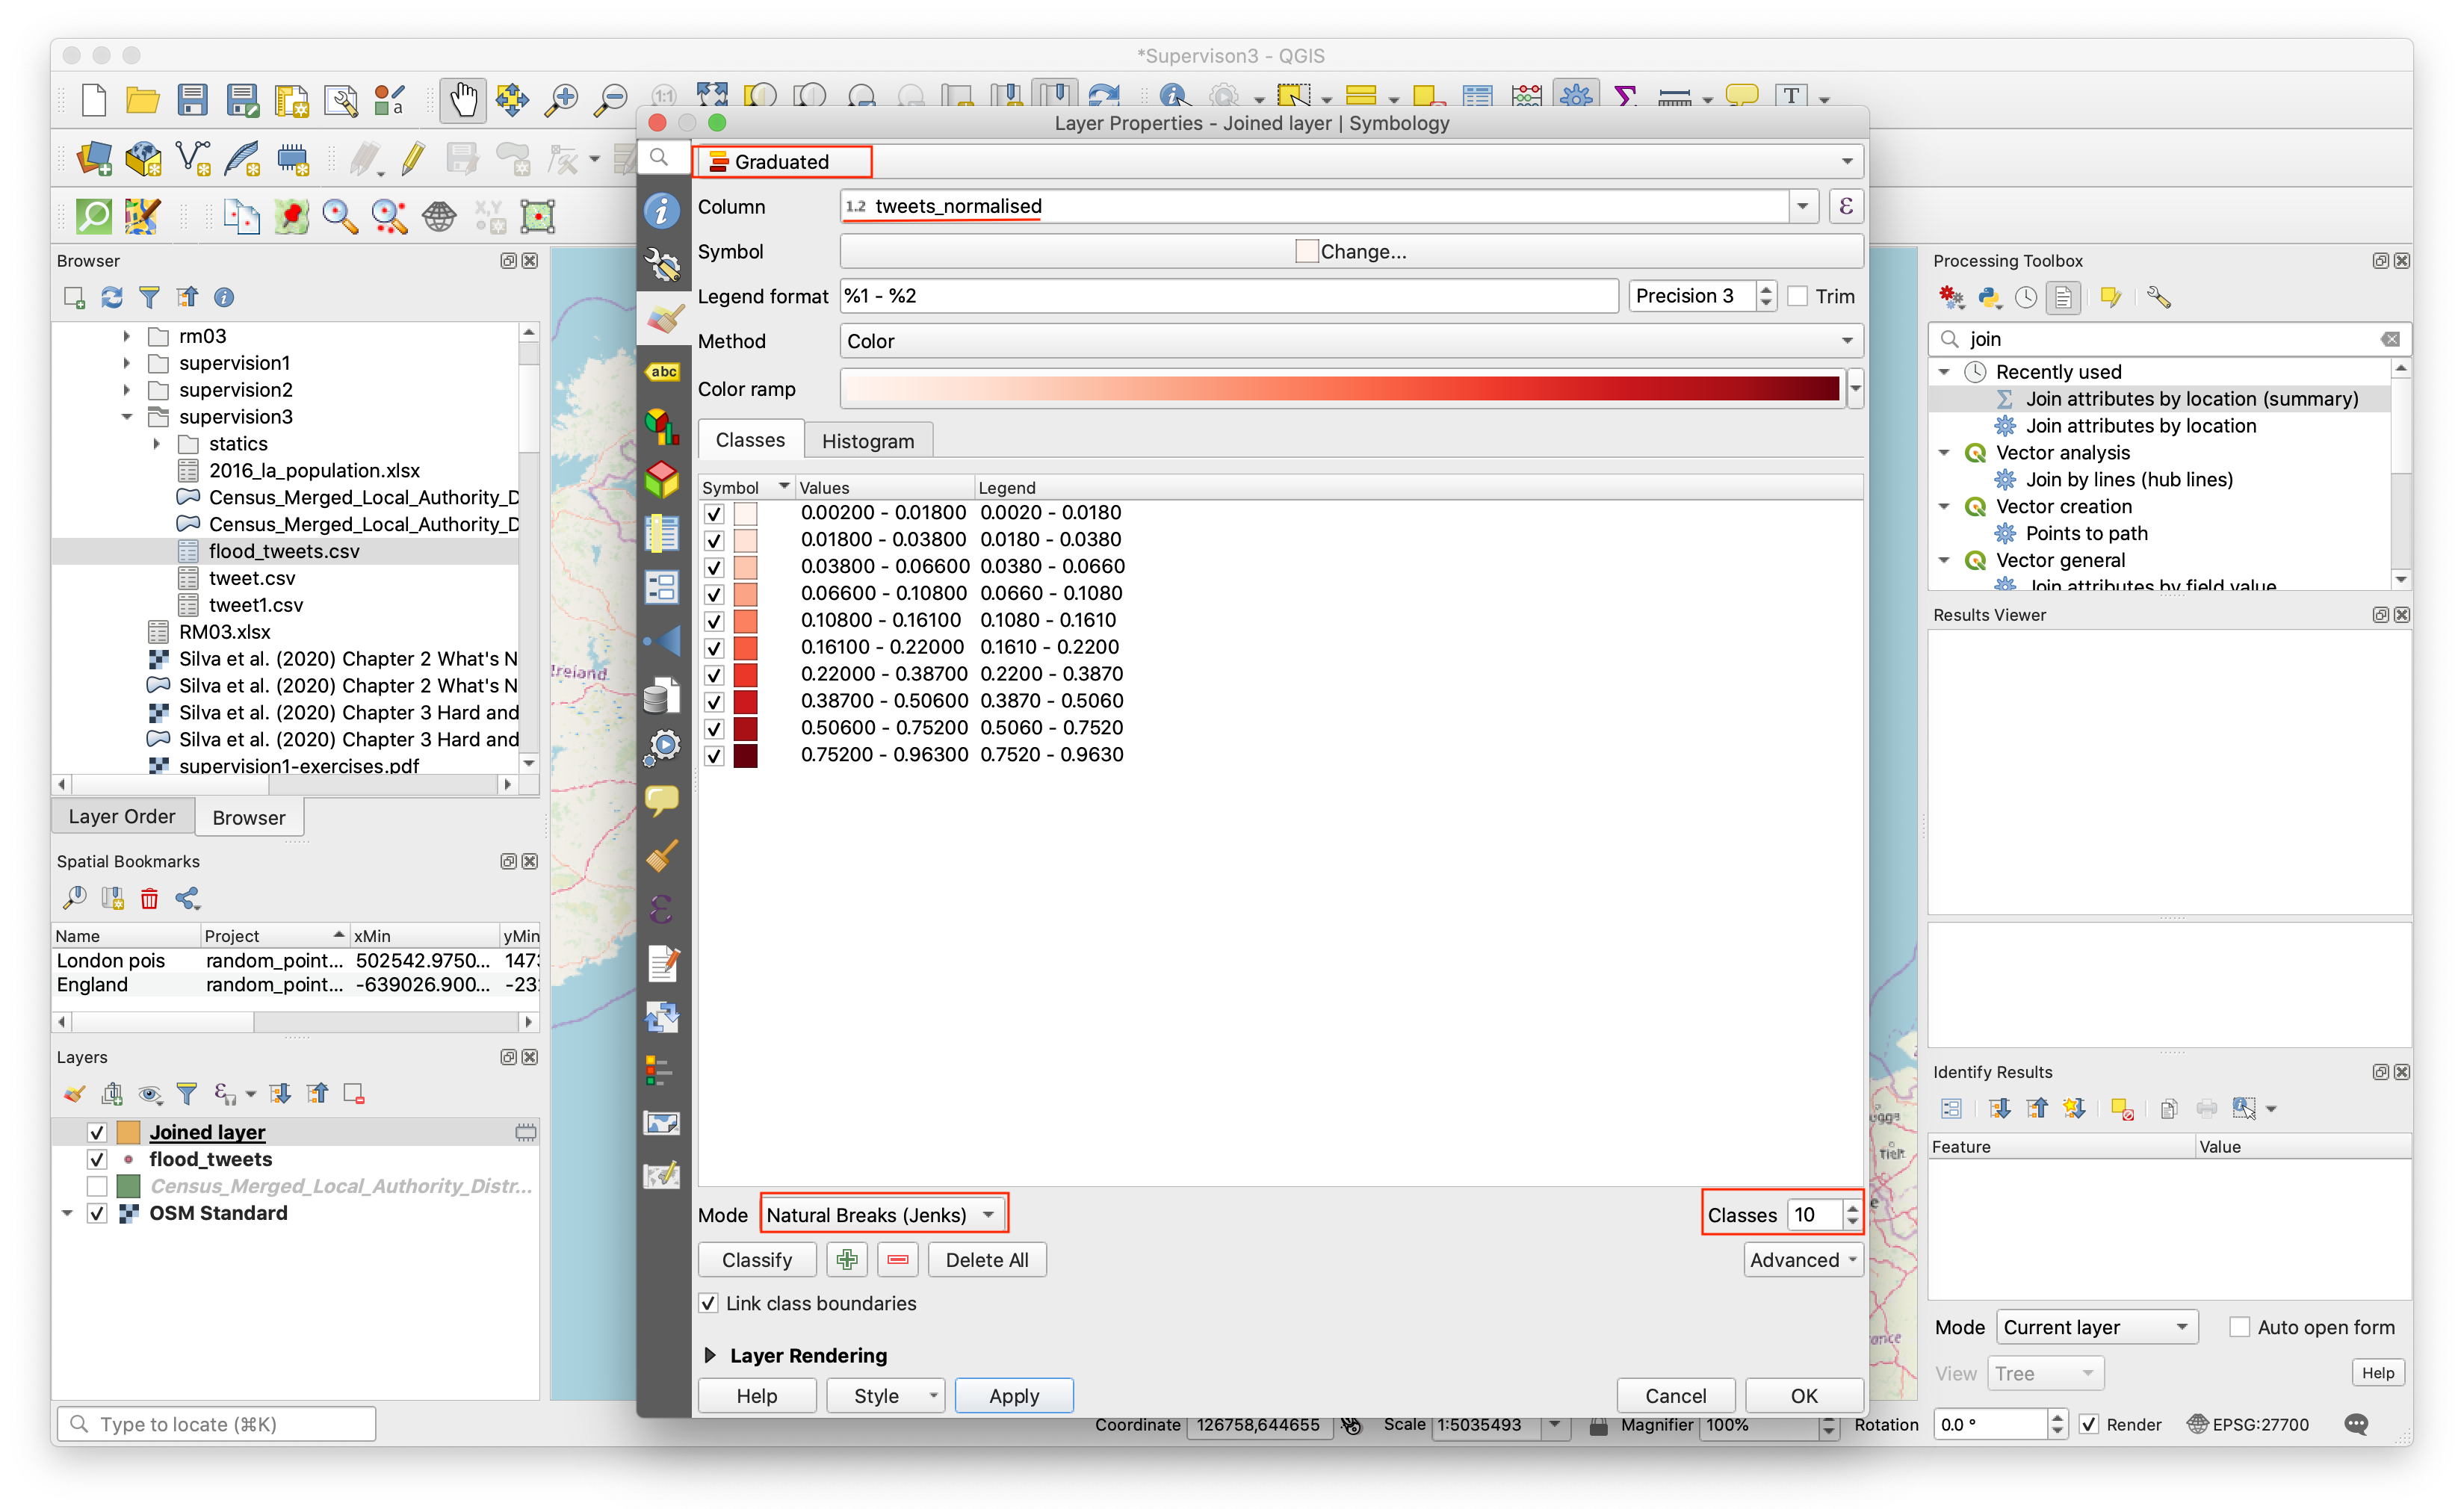 *Supervison3 - QGIS
Layer Properties - Joined layer | Symbology
Graduated
Column
1.2 tweets_normalised
ε
Symbol
Change...
Legend format
%1 - %2
Precision 3
Trim
Method
Color
Color ramp
Classes
Histogram
Symbol Values Legend
0.00200 - 0.01800 0.0020 - 0.0180
0.01800 - 0.03800 0.0180 - 0.0380
0.03800 - 0.06600 0.0380 - 0.0660
0.06600 - 0.10800 0.0660 - 0.1080
0.10800 - 0.16100 0.1080 - 0.1610
0.16100 - 0.22000 0.1610 - 0.2200
0.22000 - 0.38700 0.2200 - 0.3870
0.38700 - 0.50600 0.3870 - 0.5060
0.50600 - 0.75200 0.5060 - 0.7520
0.75200 - 0.96300 0.7520 - 0.9630
Mode
Natural Breaks (Jenks)
Classes 10
Classify
Delete All
Advanced
Link class boundaries
Layer Rendering
Help
Style
Apply
Cancel
OK
Browser
rm03
supervision1
supervision2
supervision3
statics
2016_la_population.xlsx
Census_Merged_Local_Authority_D
Census_Merged_Local_Authority_D
flood_tweets.csv
tweet.csv
tweet1.csv
RM03.xlsx
Silva et al. (2020) Chapter 2 What's N
Silva et al. (2020) Chapter 2 What's N
Silva et al. (2020) Chapter 3 Hard and
Silva et al. (2020) Chapter 3 Hard and
supervision1-exercises.pdf
Layer Order
Browser
Spatial Bookmarks
Name Project xMin yMin
London pois random_point... 502542.9750... 147
England random_point... -639026.900... -23
Layers
Joined layer
flood_tweets
Census_Merged_Local_Authority_Distr...
OSM Standard
Type to locate (⌘K)
Ireland
Tielt
abc
Processing Toolbox
join
Recently used
Join attributes by location (summary)
Join attributes by location
Vector analysis
Join by lines (hub lines)
Vector creation
Points to path
Vector general
Join attributes by field value
Results Viewer
Identify Results
Feature Value
Mode
Current layer
Auto open form
View
Tree
Help
Coordinate 126758,644655
Scale 1:5035493
Magnifier 100%
Rotation 0.0 °
Render
EPSG:27700